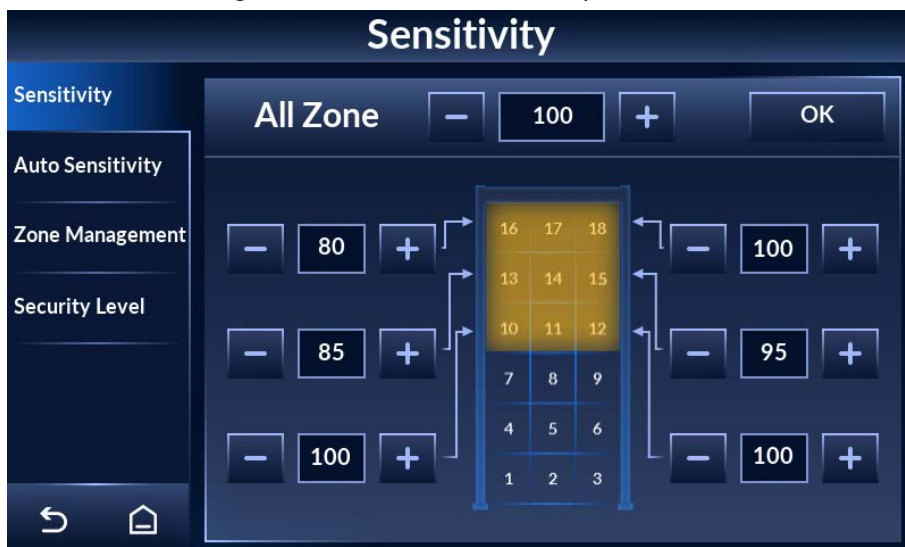 Sensitivity
Sensitivity
Auto Sensitivity
Zone Management
Security Level
All Zone − 100 + OK
− 80 +
− 85 +
− 100 +
16 17 18
13 14 15
10 11 12
7 8 9
4 5 6
1 2 3
− 100 +
− 95 +
− 100 +